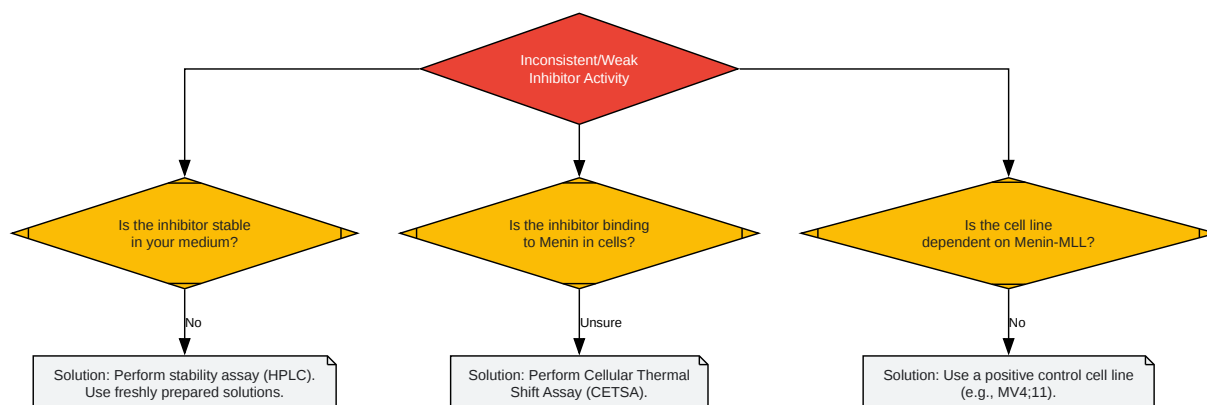 Inconsistent/Weak
Inhibitor Activity
Is the inhibitor stable
in your medium?
Is the inhibitor binding
to Menin in cells?
Is the cell line
dependent on Menin-MLL?
No
Unsure
No
Solution: Perform stability assay (HPLC).
Use freshly prepared solutions.
Solution: Perform Cellular Thermal
Shift Assay (CETSA).
Solution: Use a positive control cell line
(e.g., MV4;11).